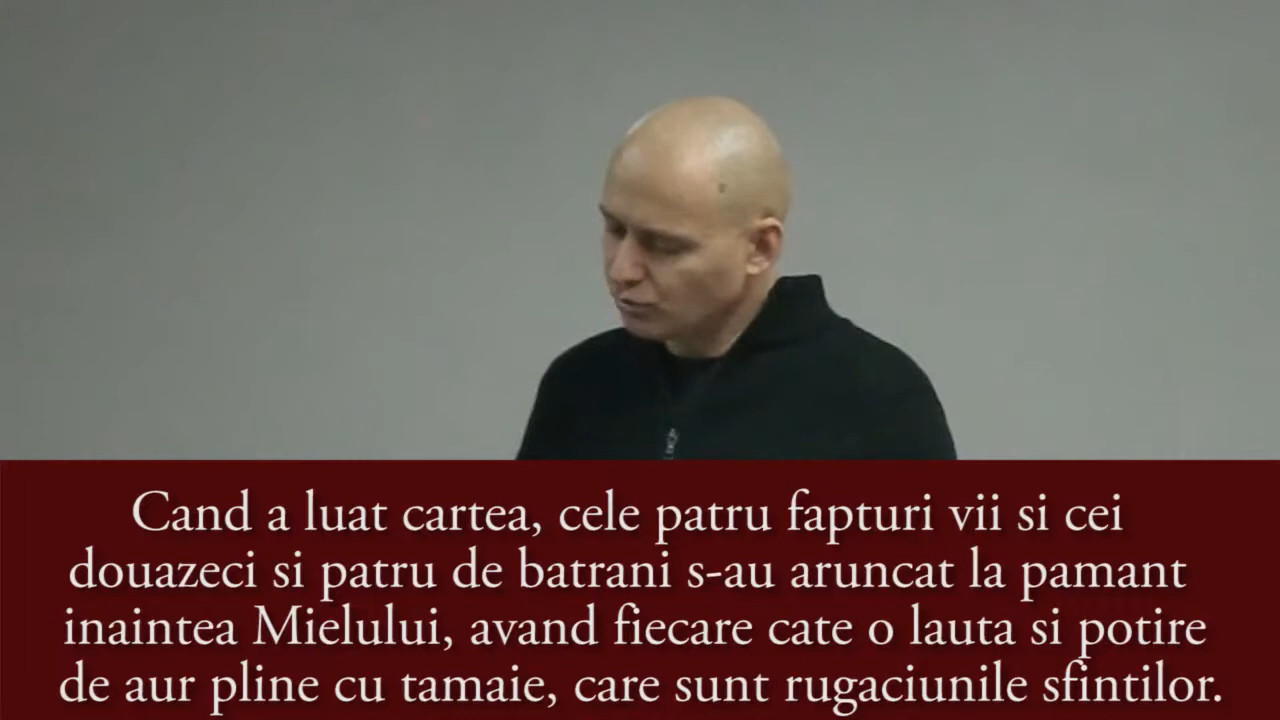 Cand a luat cartea, cele patru fapturi vii si cei
douazeci si patru de batrani s-au aruncat la pamant
inaintea Mielului, avand fiecare cate o lauta si potire
de aur pline cu tamaie, care sunt rugaciunile sfintilor.